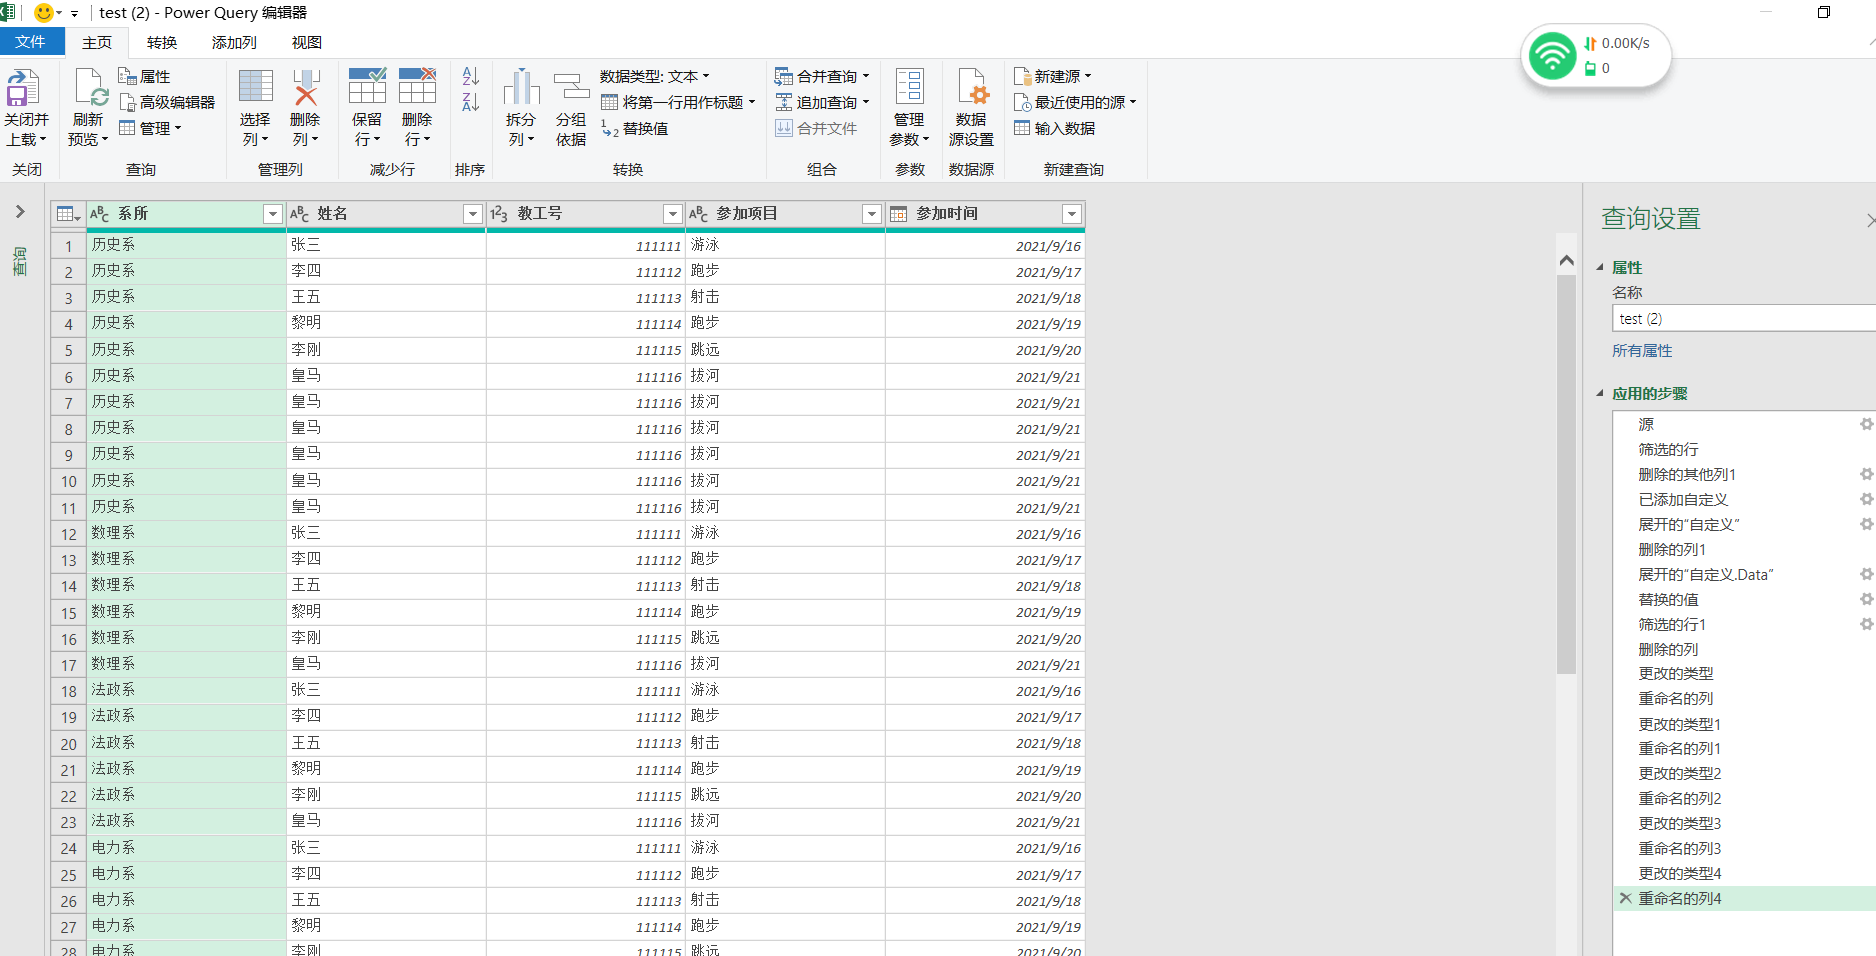 test (2) - Power Query 编辑器
文件 主页 转换 添加列 视图
0.00K/s
0
关闭并上载
刷新预览
属性
高级编辑器
管理
选择列
删除列
保留行
删除行
拆分列
分组依据
数据类型: 文本
将第一行用作标题
替换值
合并查询
追加查询
合并文件
管理参数
数据源设置
新建源
最近使用的源
输入数据
关闭 查询 管理列 减少行 排序 转换 组合 参数 数据源 新建查询
查询
系所 姓名 教工号 参加项目 参加时间
1 历史系 张三 111111 游泳 2021/9/16
2 历史系 李四 111112 跑步 2021/9/17
3 历史系 王五 111113 射击 2021/9/18
4 历史系 黎明 111114 跑步 2021/9/19
5 历史系 李刚 111115 跳远 2021/9/20
6 历史系 皇马 111116 拔河 2021/9/21
7 历史系 皇马 111116 拔河 2021/9/21
8 历史系 皇马 111116 拔河 2021/9/21
9 历史系 皇马 111116 拔河 2021/9/21
10 历史系 皇马 111116 拔河 2021/9/21
11 历史系 皇马 111116 拔河 2021/9/21
12 数理系 张三 111111 游泳 2021/9/16
13 数理系 李四 111112 跑步 2021/9/17
14 数理系 王五 111113 射击 2021/9/18
15 数理系 黎明 111114 跑步 2021/9/19
16 数理系 李刚 111115 跳远 2021/9/20
17 数理系 皇马 111116 拔河 2021/9/21
18 法政系 张三 111111 游泳 2021/9/16
19 法政系 李四 111112 跑步 2021/9/17
20 法政系 王五 111113 射击 2021/9/18
21 法政系 黎明 111114 跑步 2021/9/19
22 法政系 李刚 111115 跳远 2021/9/20
23 法政系 皇马 111116 拔河 2021/9/21
24 电力系 张三 111111 游泳 2021/9/16
25 电力系 李四 111112 跑步 2021/9/17
26 电力系 王五 111113 射击 2021/9/18
27 电力系 黎明 111114 跑步 2021/9/19
28 电力系 李刚 111115 跳远 2021/9/20
查询设置
属性
名称
test (2)
所有属性
应用的步骤
源
筛选的行
删除的其他列1
已添加自定义
展开的“自定义”
删除的列1
展开的“自定义.Data”
替换的值
筛选的行1
删除的列
更改的类型
重命名的列
更改的类型1
重命名的列1
更改的类型2
重命名的列2
更改的类型3
重命名的列3
更改的类型4
重命名的列4